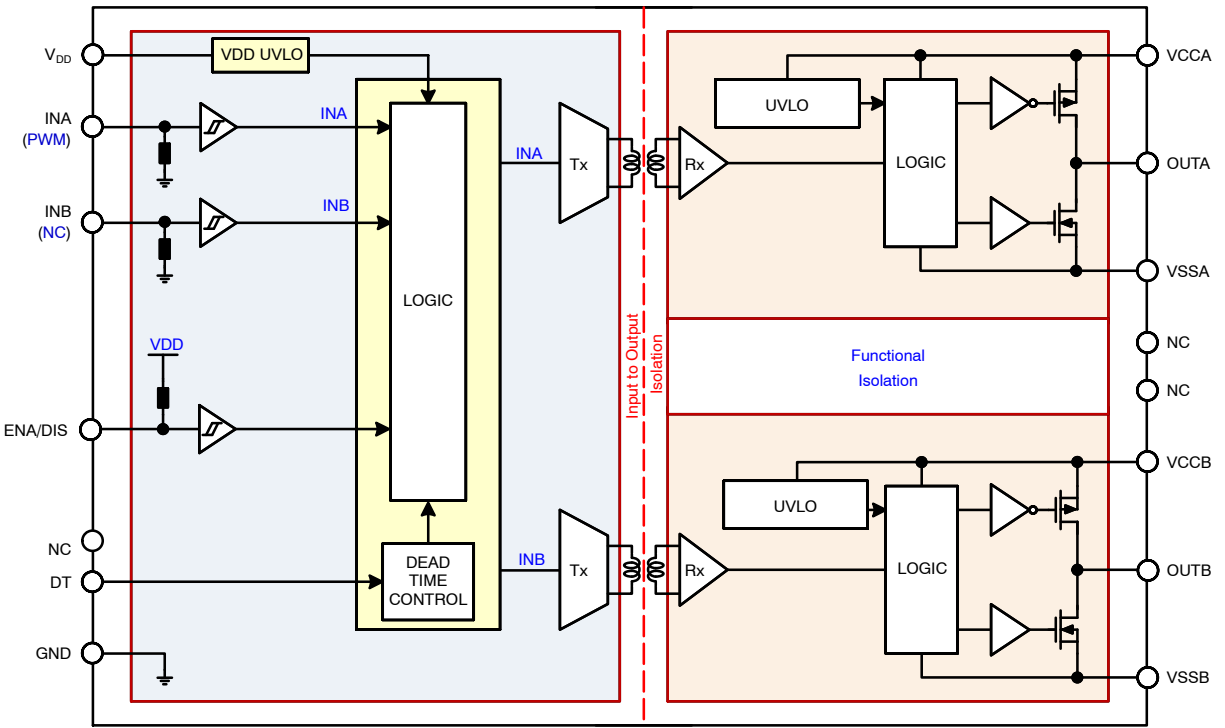 VDD
VDD UVLO
VCCA
UVLO
INA
(PWM)
INA
INA
Tx
Rx
LOGIC
OUTA
INB
(NC)
INB
VSSA
LOGIC
Input to Output
Isolation
NC
VDD
Functional
Isolation
NC
ENA/DIS
VCCB
UVLO
NC
DT
DEAD
TIME
CONTROL
INB
Tx
Rx
LOGIC
OUTB
GND
VSSB